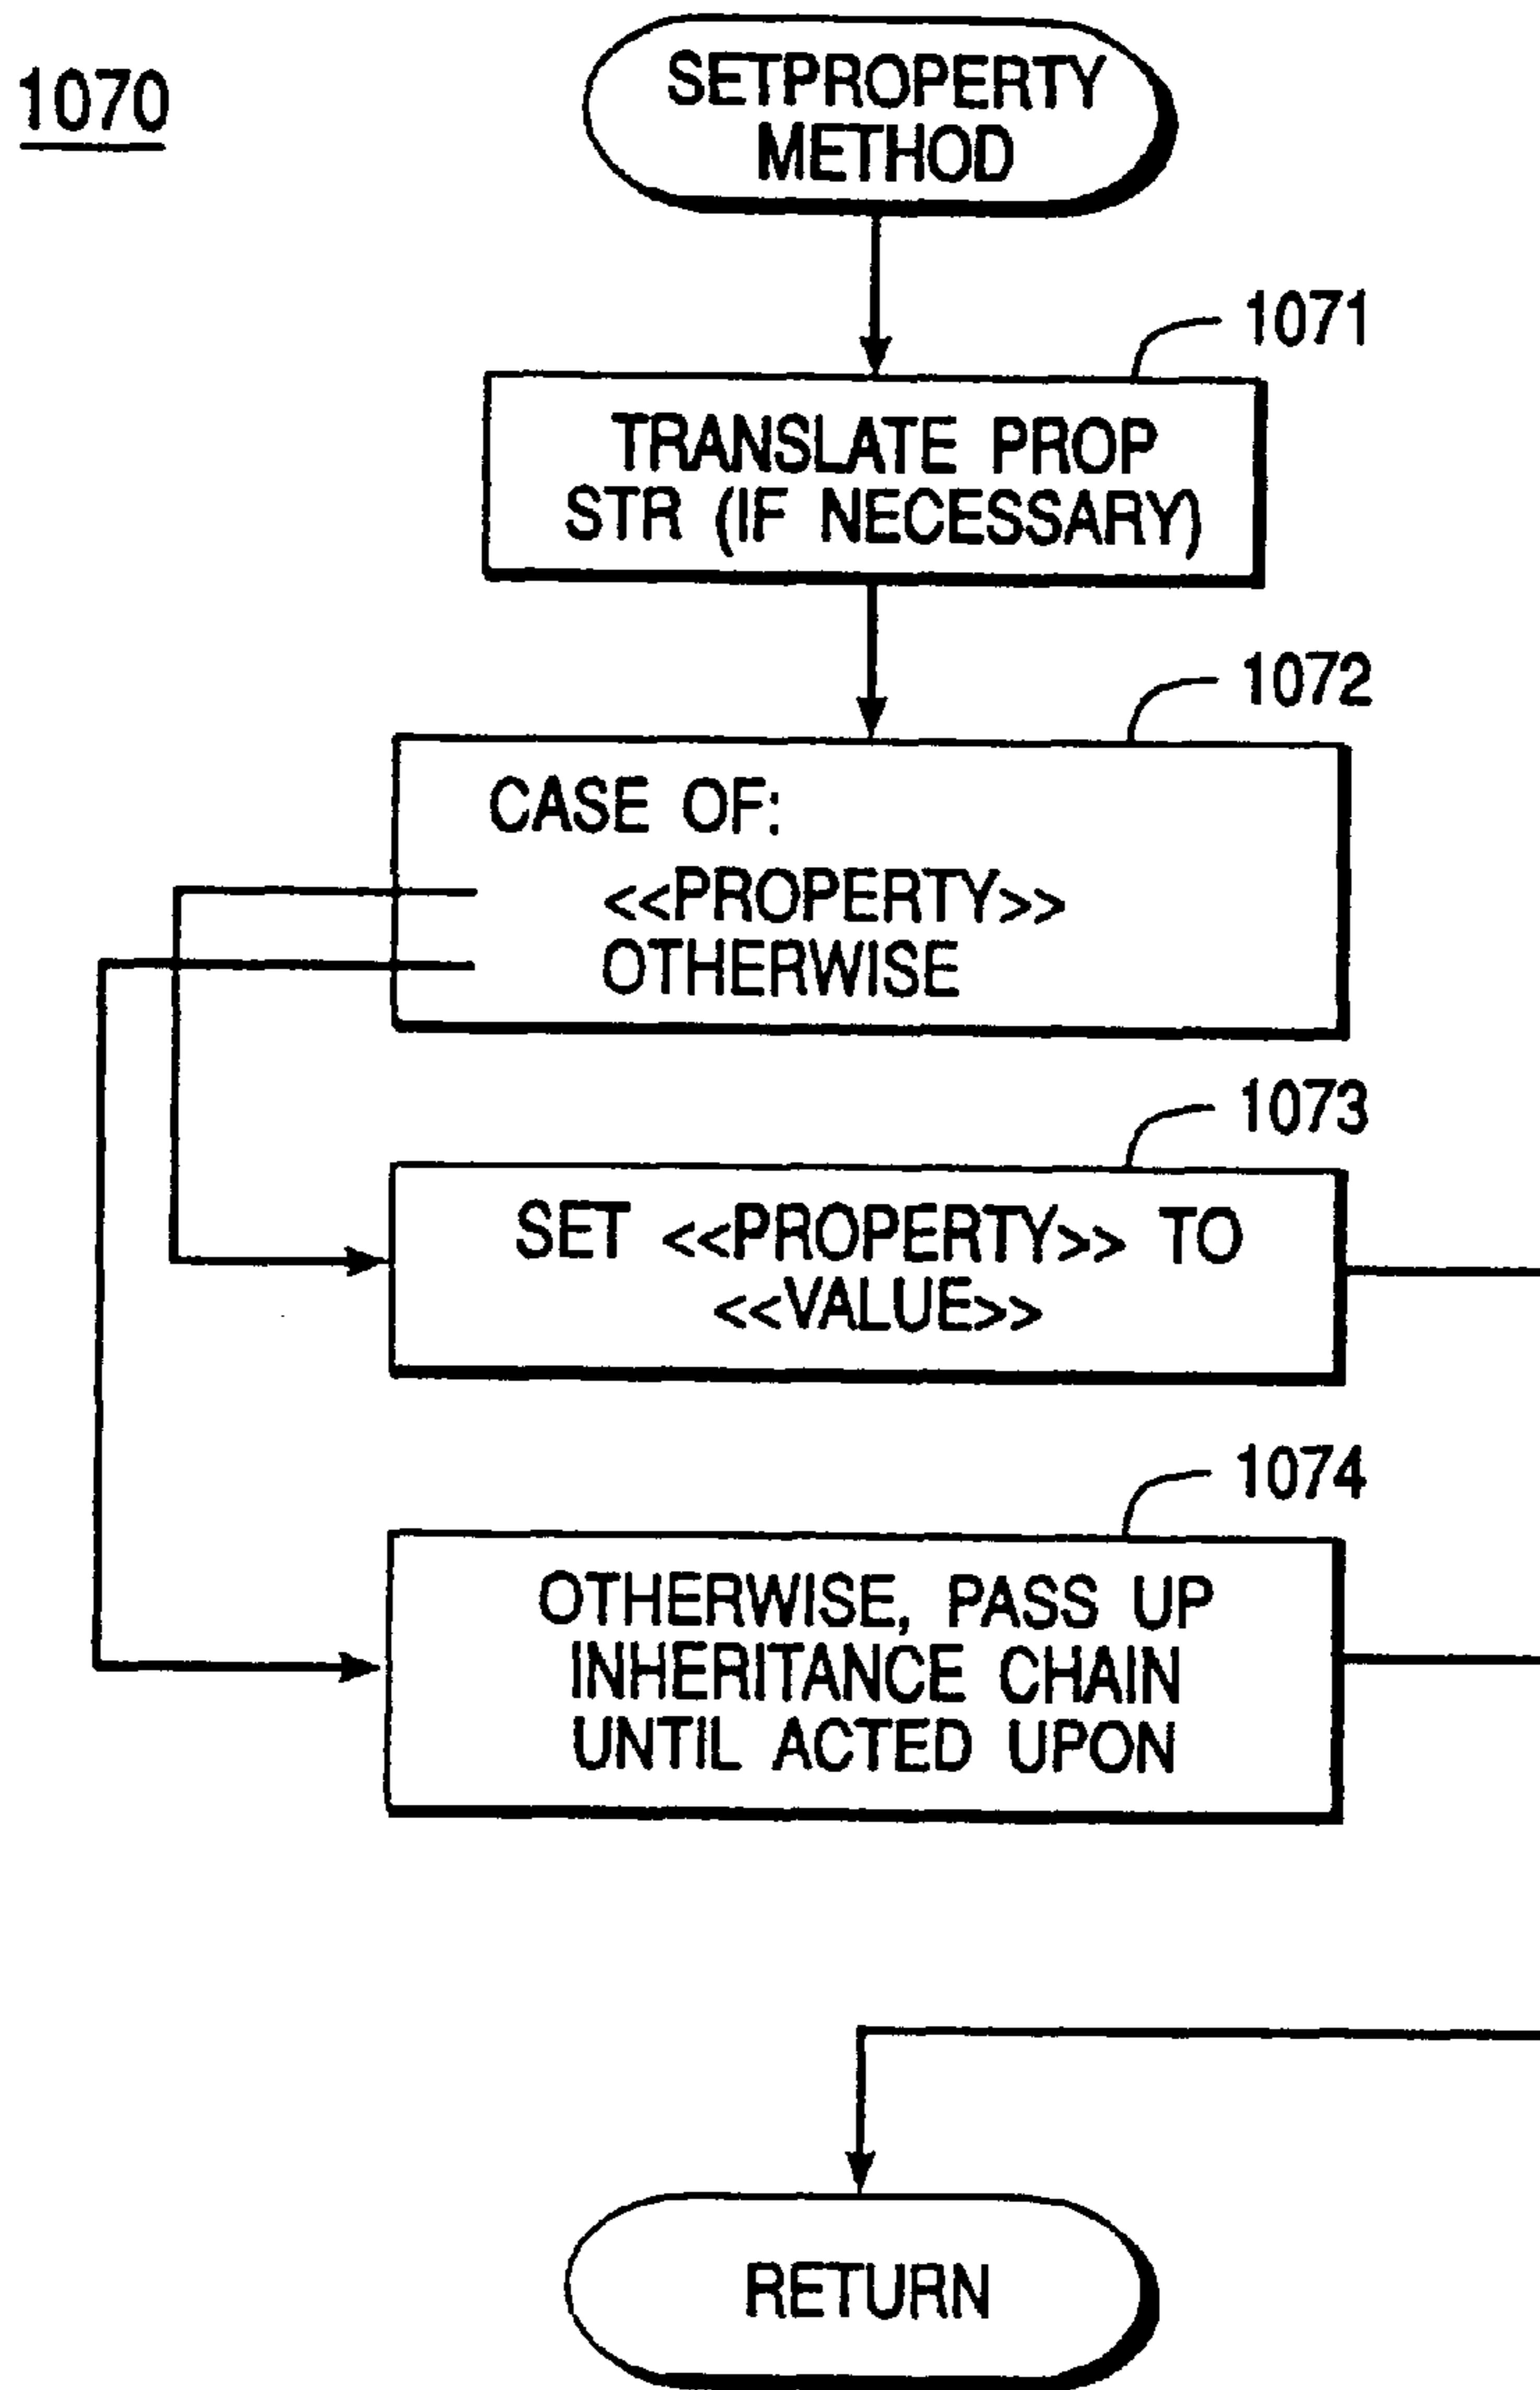 1070
SETPROPERTY
METHOD
1071
TRANSLATE PROP
STR (IF NECESSARY)
1072
CASE OF:
<<PROPERTY>>
OTHERWISE
1073
SET <<PROPERTY>> TO
<<VALUE>>
1074
OTHERWISE, PASS UP
INHERITANCE CHAIN
UNTIL ACTED UPON
RETURN